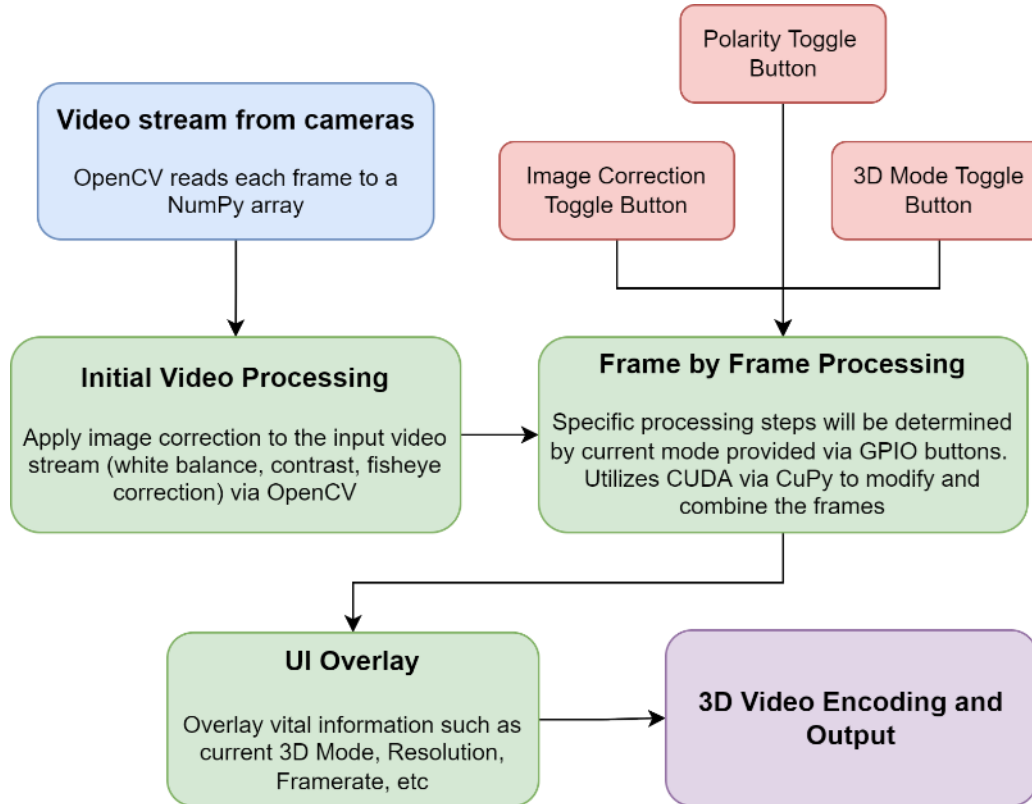 Polarity Toggle
Button
Video stream from cameras
OpenCV reads each frame to a
NumPy array
Image Correction
Toggle Button
3D Mode Toggle
Button
Initial Video Processing
Apply image correction to the input video
stream (white balance, contrast, fisheye
correction) via OpenCV
Frame by Frame Processing
Specific processing steps will be determined
by current mode provided via GPIO buttons.
Utilizes CUDA via CuPy to modify and
combine the frames
UI Overlay
Overlay vital information such as
current 3D Mode, Resolution,
Framerate, etc
3D Video Encoding and
Output